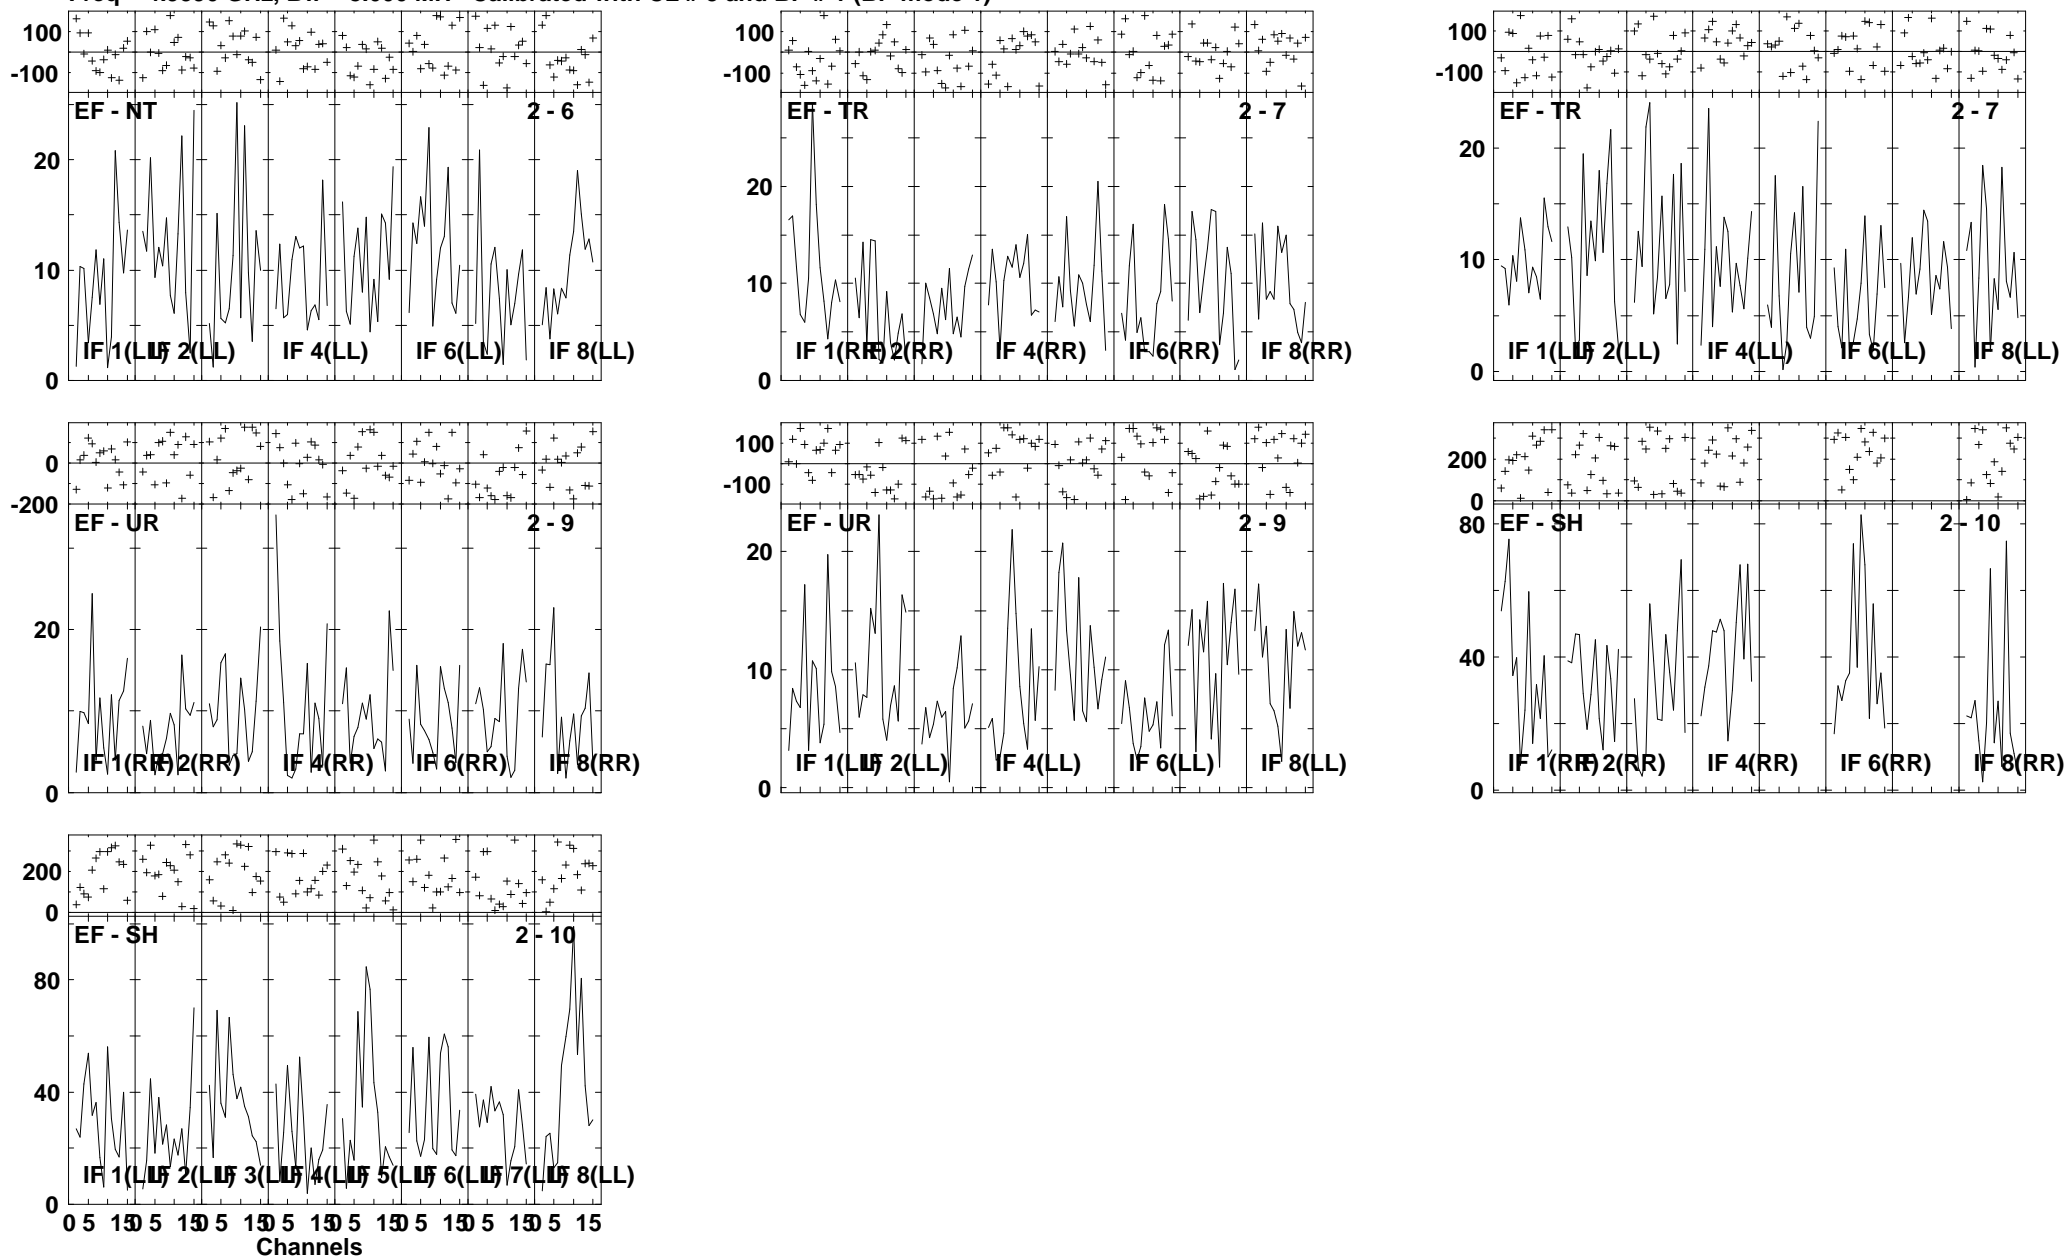 100
-100
EF - NT 2 - 6
20
10
0
IF 1(LL) IF 2(LL) IF 4(LL) IF 6(LL) IF 8(LL)
100
-100
EF - TR 2 - 7
20
10
0
IF 1(RR) IF 2(RR) IF 4(RR) IF 6(RR) IF 8(RR)
100
-100
EF - TR 2 - 7
20
10
0
IF 1(LL) IF 2(LL) IF 4(LL) IF 6(LL) IF 8(LL)
0
-200
EF - UR 2 - 9
20
0
IF 1(RR) IF 2(RR) IF 4(RR) IF 6(RR) IF 8(RR)
100
-100
EF - UR 2 - 9
20
10
0
IF 1(LL) IF 2(LL) IF 4(LL) IF 6(LL) IF 8(LL)
200
0
EF - SH 2 - 10
80
40
0
IF 1(RR) IF 2(RR) IF 4(RR) IF 6(RR) IF 8(RR)
200
0
EF - SH 2 - 10
80
40
0
IF 1(LL) IF 2(LL) IF 3(LL) IF 4(LL) IF 5(LL) IF 6(LL) IF 7(LL) IF 8(LL)
0 5 15 0 5 15 0 5 15 0 5 15 0 5 15 0 5 15 0 5 15 0 5 15
Channels